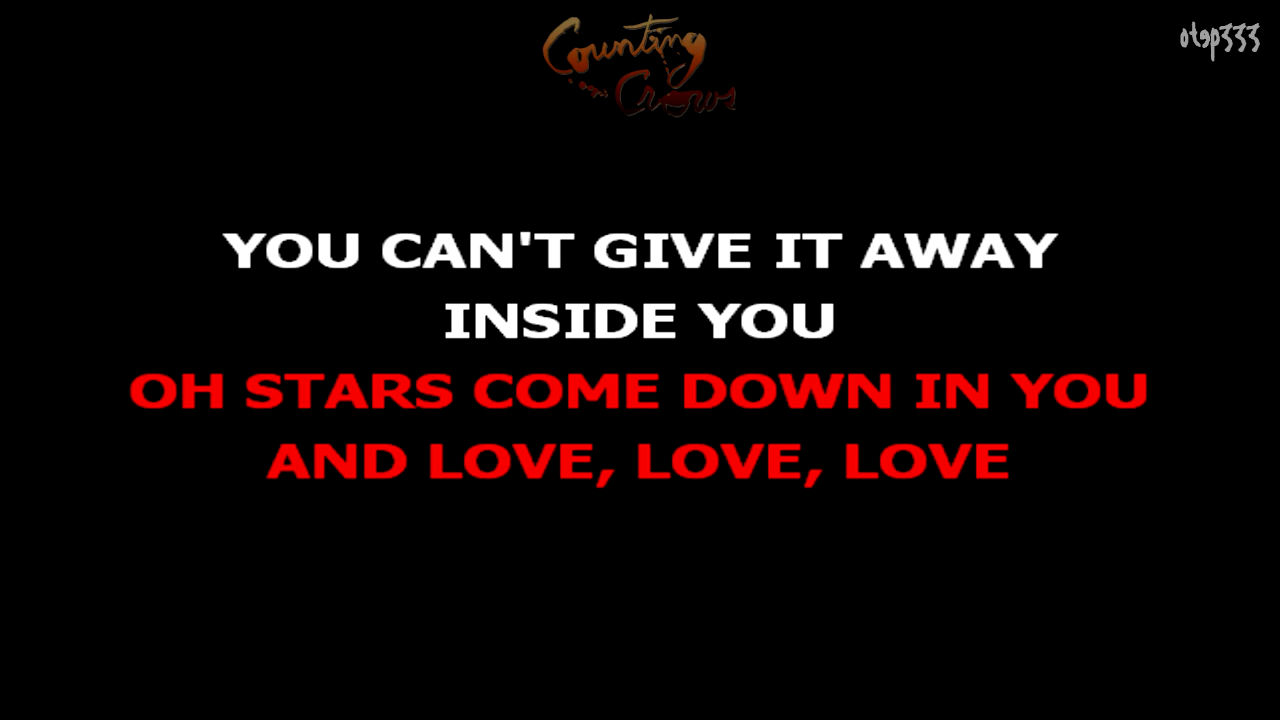 Counting
Crows
otep333
YOU CAN'T GIVE IT AWAY
INSIDE YOU
OH STARS COME DOWN IN YOU
AND LOVE, LOVE, LOVE